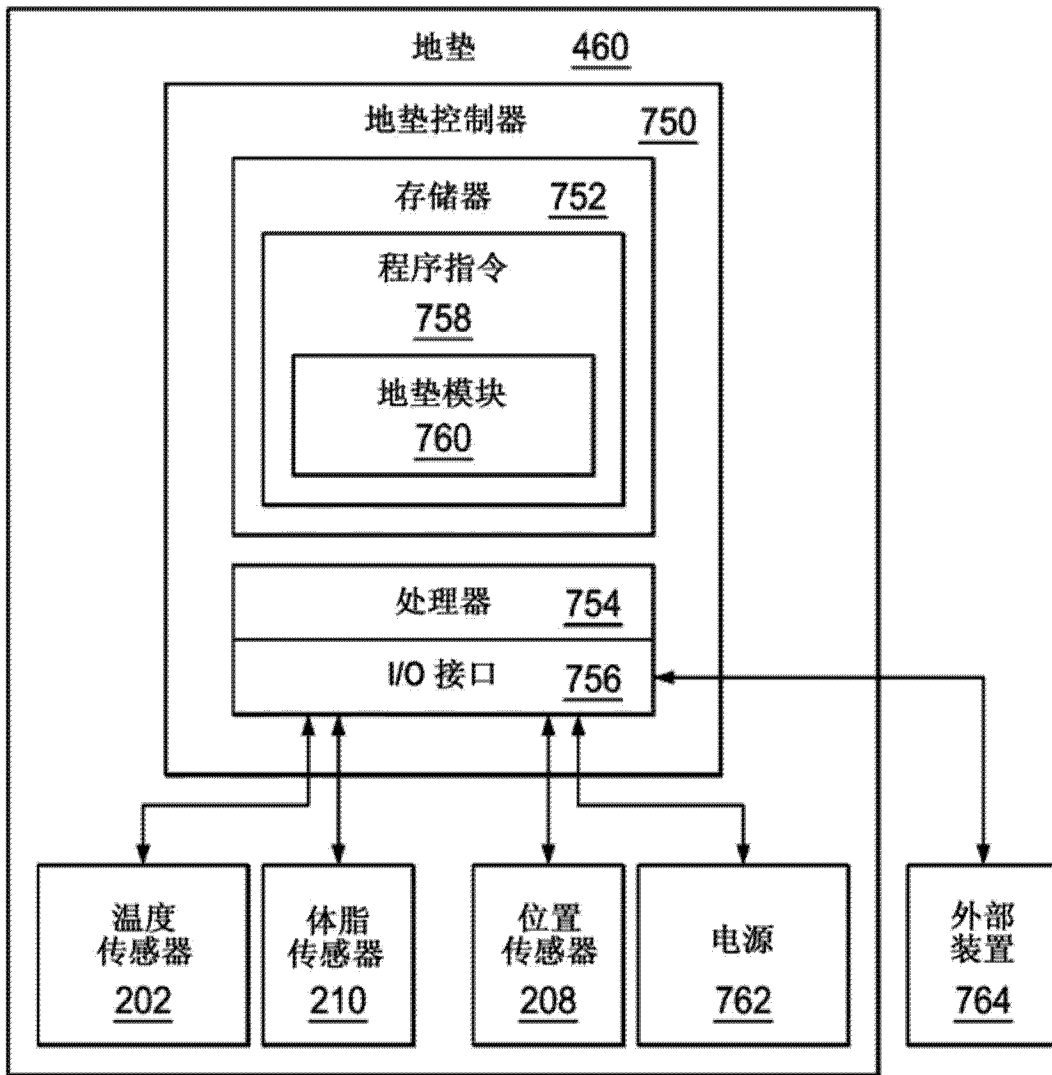 地垫 460
地垫控制器 750
存储器 752
程序指令
758
地垫模块
760
处理器 754
I/O 接口 756
温度
传感器
202
体脂
传感器
210
位置
传感器
208
电源
762
外部
装置
764